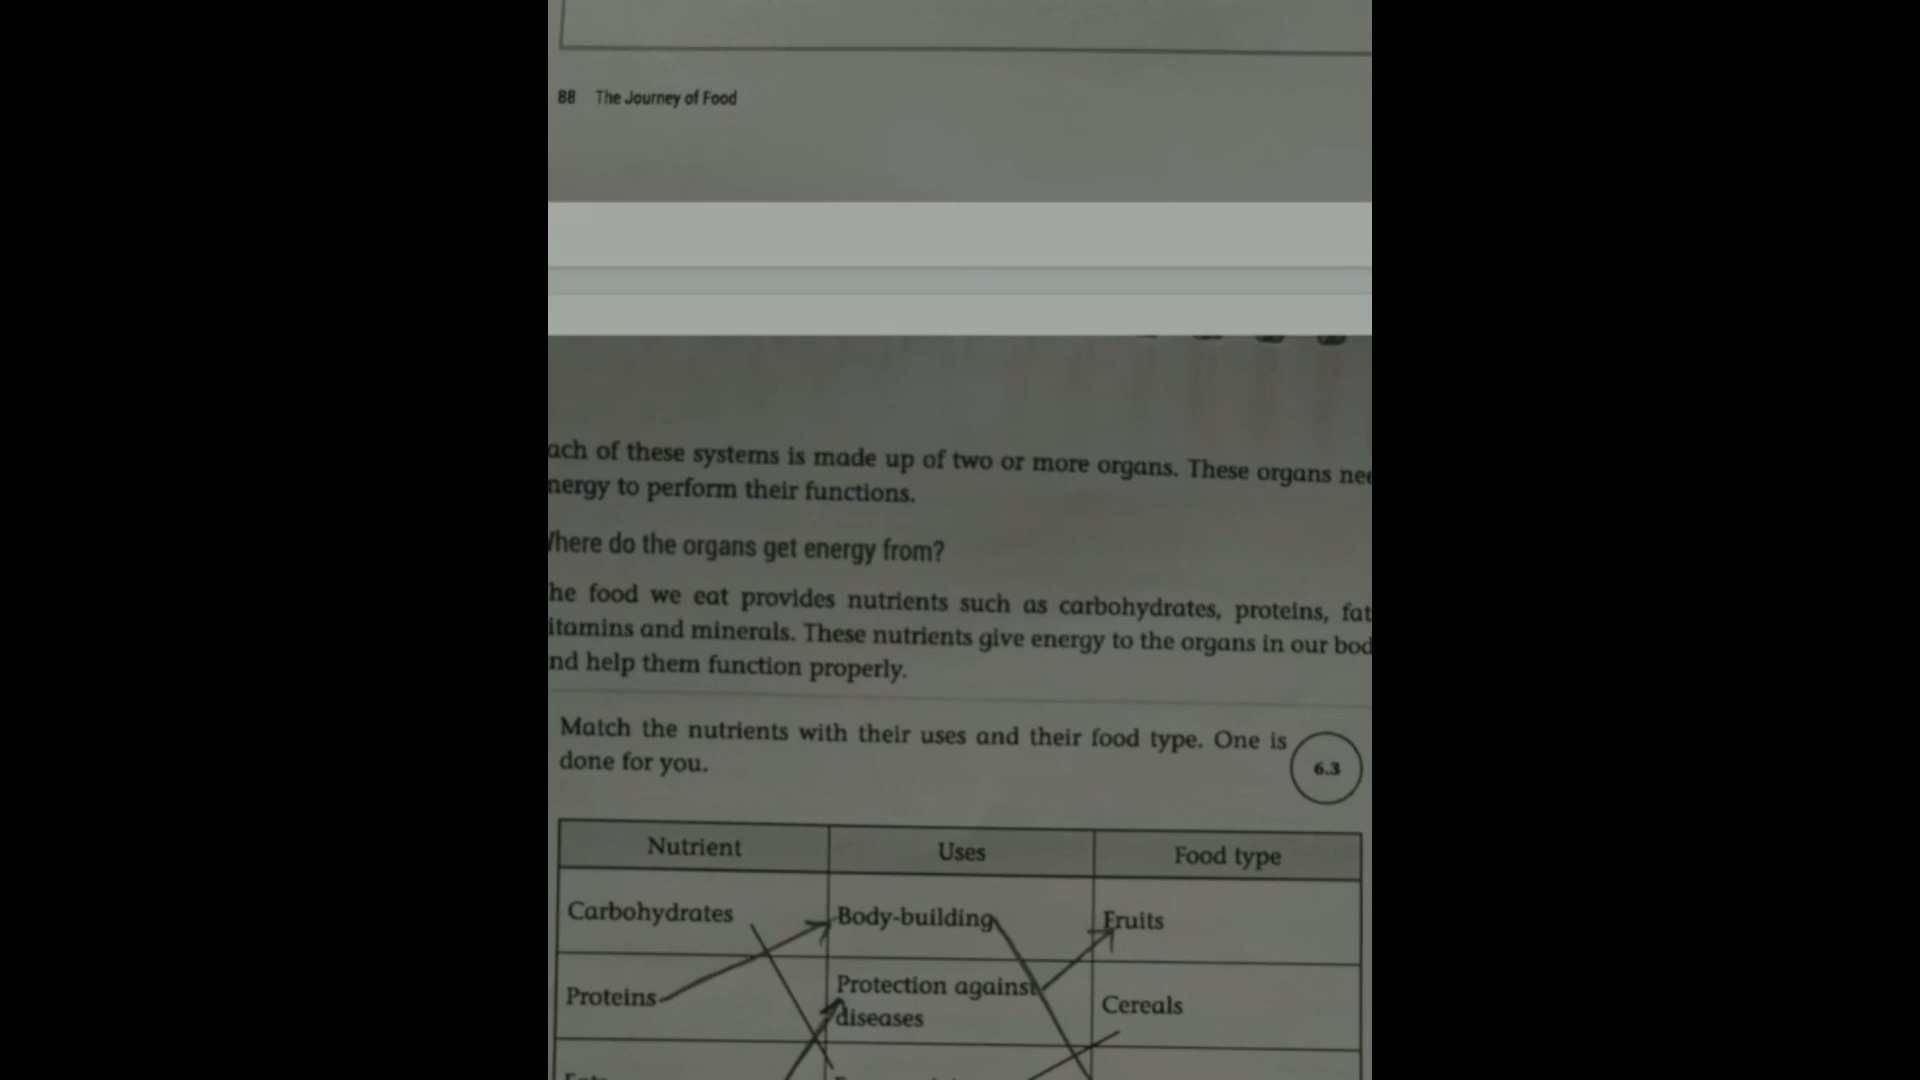 88 The Journey of Food
ach of these systems is made up of two or more organs. These organs nee
nergy to perform their functions.
here do the organs get energy from?
he food we eat provides nutrients such as carbohydrates, proteins, fat
itamins and minerals. These nutrients give energy to the organs in our bod
nd help them function properly.
Match the nutrients with their uses and their food type. One is
done for you.
6.3
Nutrient Uses Food type
Carbohydrates Body-building Fruits
Proteins Protection against diseases Cereals